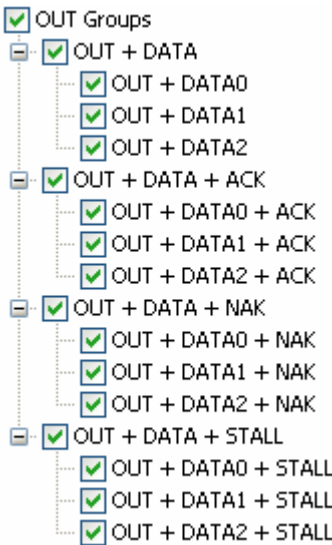 OUT Groups
OUT + DATA
OUT + DATA0
OUT + DATA1
OUT + DATA2
OUT + DATA + ACK
OUT + DATA0 + ACK
OUT + DATA1 + ACK
OUT + DATA2 + ACK
OUT + DATA + NAK
OUT + DATA0 + NAK
OUT + DATA1 + NAK
OUT + DATA2 + NAK
OUT + DATA + STALL
OUT + DATA0 + STALL
OUT + DATA1 + STALL
OUT + DATA2 + STALL